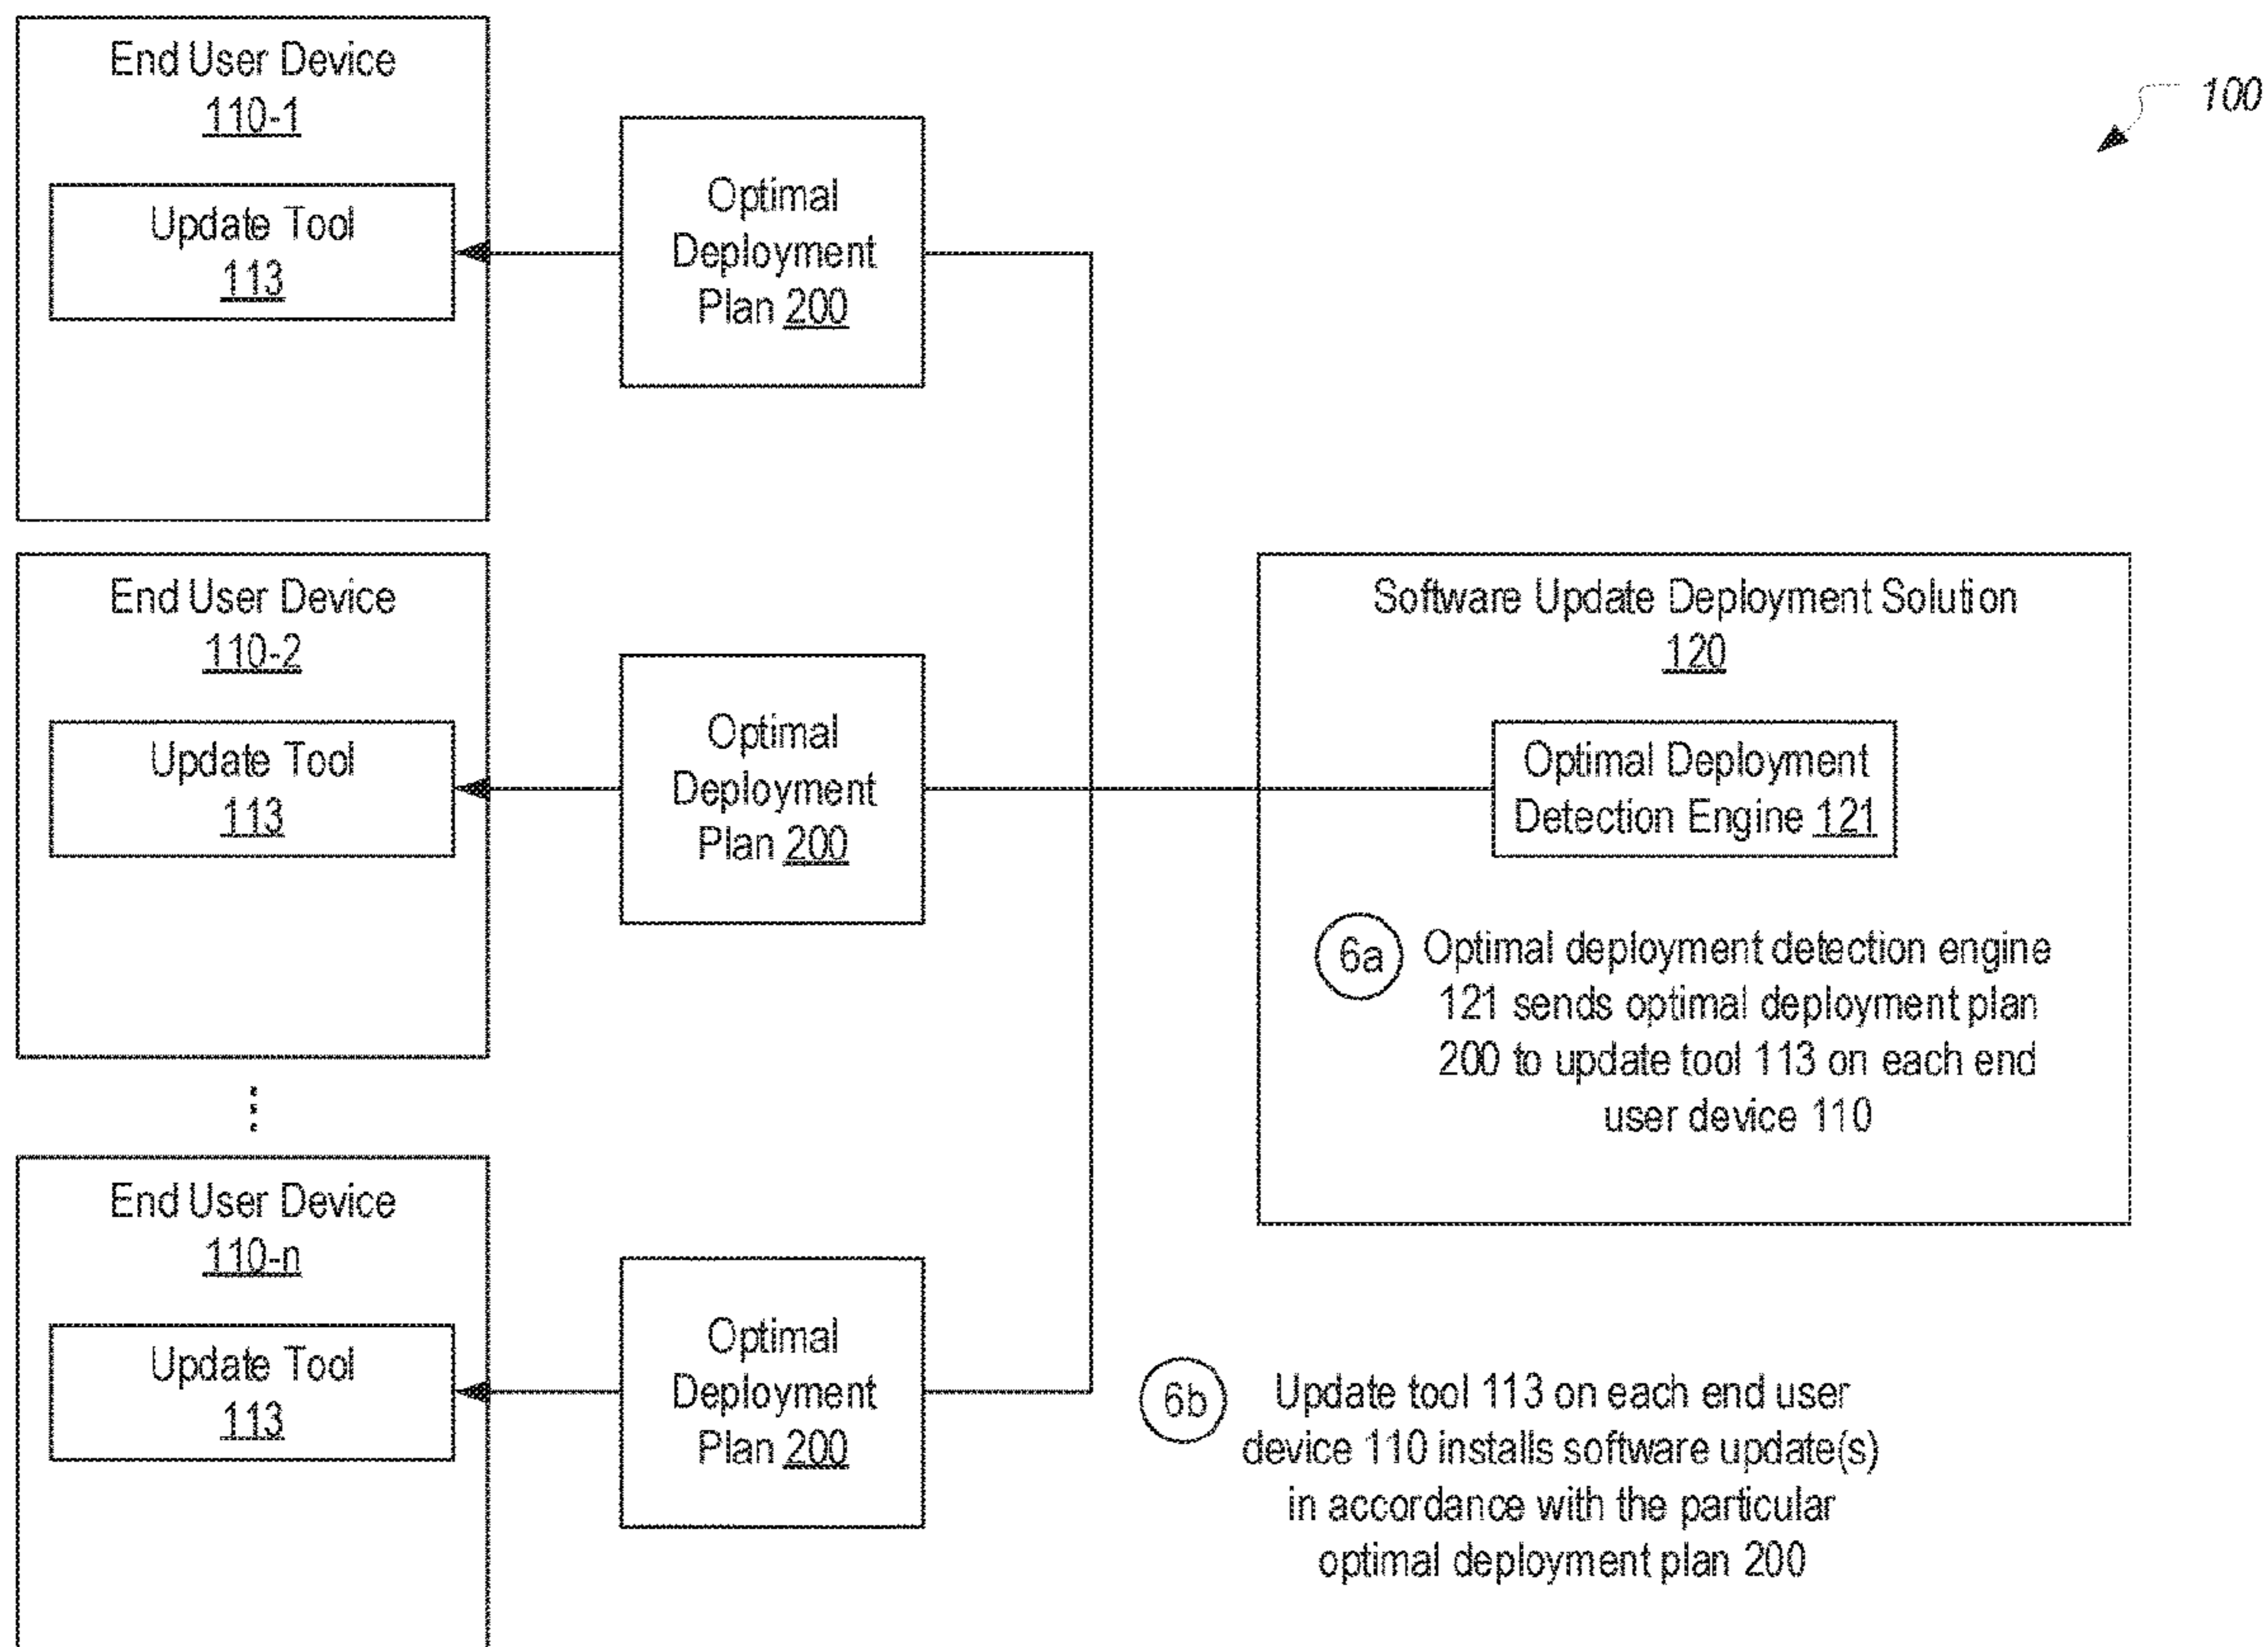 End User Device
110-1
Update Tool
113
Optimal
Deployment
Plan 200
100
End User Device
110-2
Update Tool
113
Optimal
Deployment
Plan 200
Software Update Deployment Solution
120
Optimal Deployment
Detection Engine 121
6a Optimal deployment detection engine
121 sends optimal deployment plan
200 to update tool 113 on each end
user device 110
End User Device
110-n
Update Tool
113
Optimal
Deployment
Plan 200
6b Update tool 113 on each end user
device 110 installs software update(s)
in accordance with the particular
optimal deployment plan 200